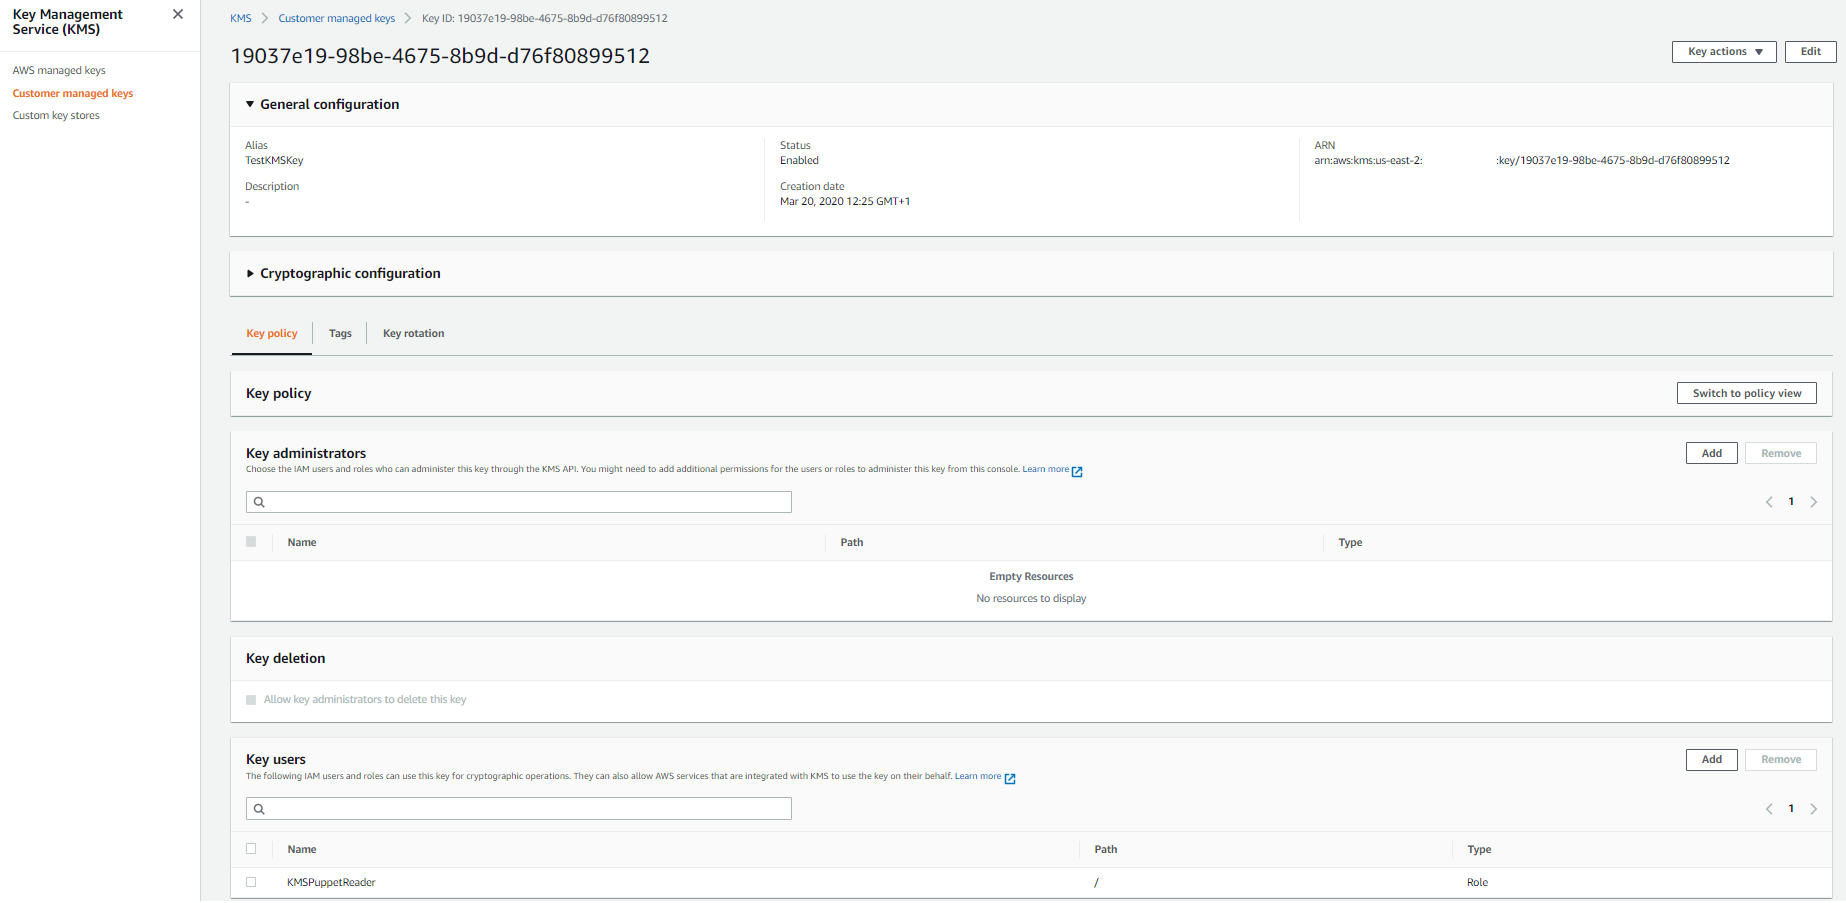 Key Management
Service (KMS)
AWS managed keys
Customer managed keys
Custom key stores
KMS
Customer managed keys
Key ID: 19037e19-98be-4675-8b9d-d76f80899512
19037e19-98be-4675-8b9d-d76f80899512
Key actions
Edit
General configuration
Alias
TestKMSKey
Description
-
Status
Enabled
Creation date
Mar 20, 2020 12:25 GMT+1
ARN
arn:aws:kms:us-east-2: :key/19037e19-98be-4675-8b9d-d76f80899512
Cryptographic configuration
Key policy
Tags
Key rotation
Key policy
Switch to policy view
Key administrators
Add
Remove
Choose the IAM users and roles who can administer this key through the KMS API. You might need to add additional permissions for the users or roles to administer this key from this console. Learn more
1
Name
Path
Type
Empty Resources
No resources to display
Key deletion
Allow key administrators to delete this key
Key users
Add
Remove
The following IAM users and roles can use this key for cryptographic operations. They can also allow AWS services that are integrated with KMS to use the key on their behalf. Learn more
1
Name
Path
Type
KMSPuppetReader
/
Role